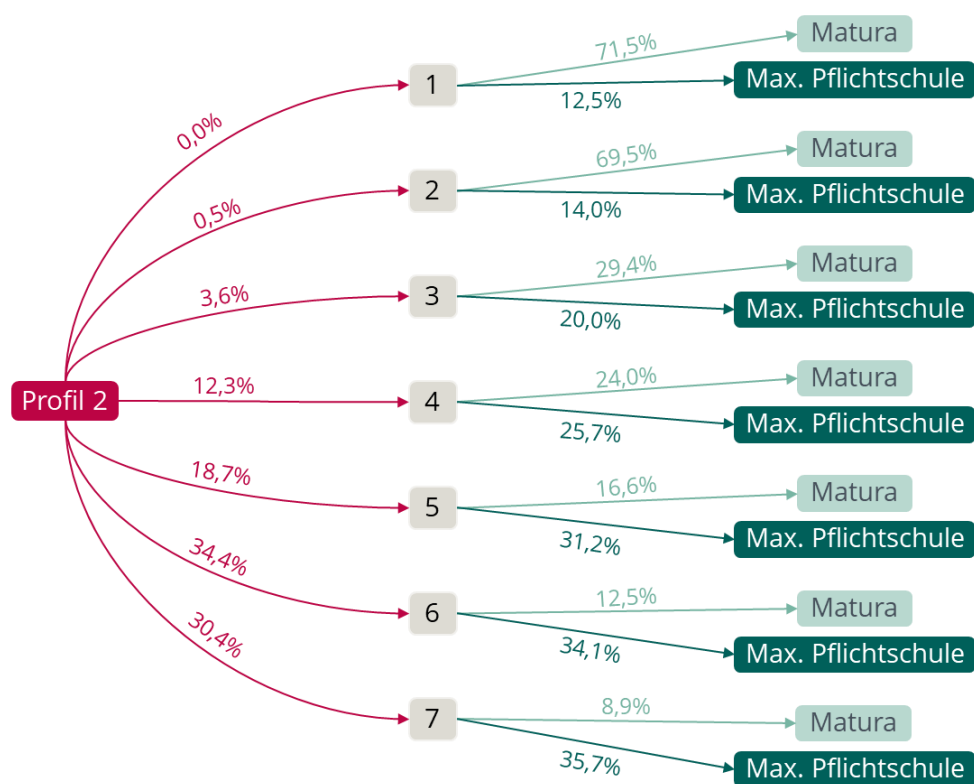 71,5%
Matura
1
12,5%
Max. Pflichtschule
0,0%
69,5%
Matura
2
14,0%
Max. Pflichtschule
0,5%
29,4%
Matura
3
20,0%
Max. Pflichtschule
3,6%
24,0%
Matura
Profil 2
12,3%
4
25,7%
Max. Pflichtschule
18,7%
16,6%
Matura
5
31,2%
Max. Pflichtschule
34,4%
12,5%
Matura
6
34,1%
Max. Pflichtschule
30,4%
8,9%
Matura
7
35,7%
Max. Pflichtschule